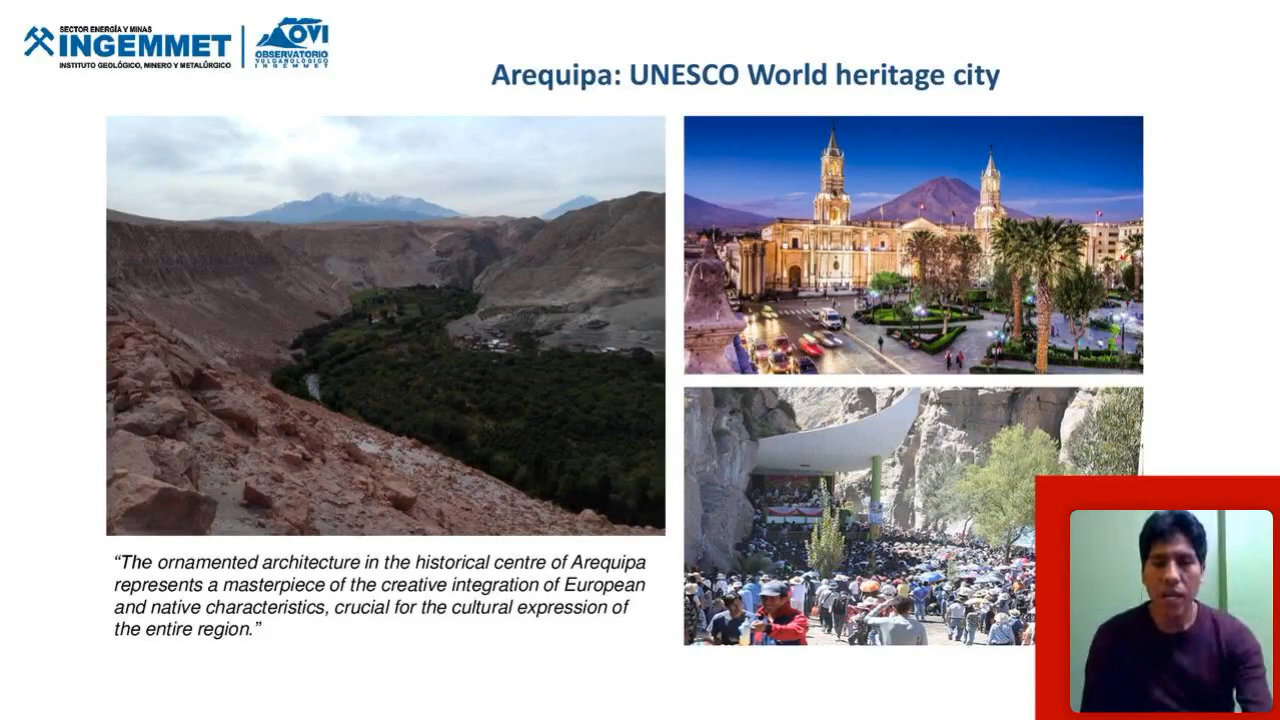 SECTOR ENERGÍA Y MINAS
INGEMMET
INSTITUTO GEOLÓGICO, MINERO Y METALÚRGICO
OVI
OBSERVATORIO
VULCANOLÓGICO
INGEMMET
Arequipa: UNESCO World heritage city
“The ornamented architecture in the historical centre of Arequipa
represents a masterpiece of the creative integration of European
and native characteristics, crucial for the cultural expression of
the entire region.”